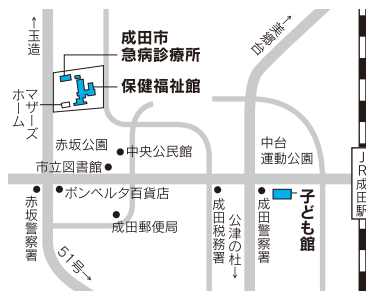 ←玉造
成田市
急病診療所
保健福祉館
マザーズ
ホーム
←美郷台
赤坂公園
中央公民館
市立図書館
中台
運動公園
ボンベルタ百貨店
子ども館
JR成田駅
赤坂警察署
成田郵便局
成田税務署
公津の杜→
成田警察署
51号→